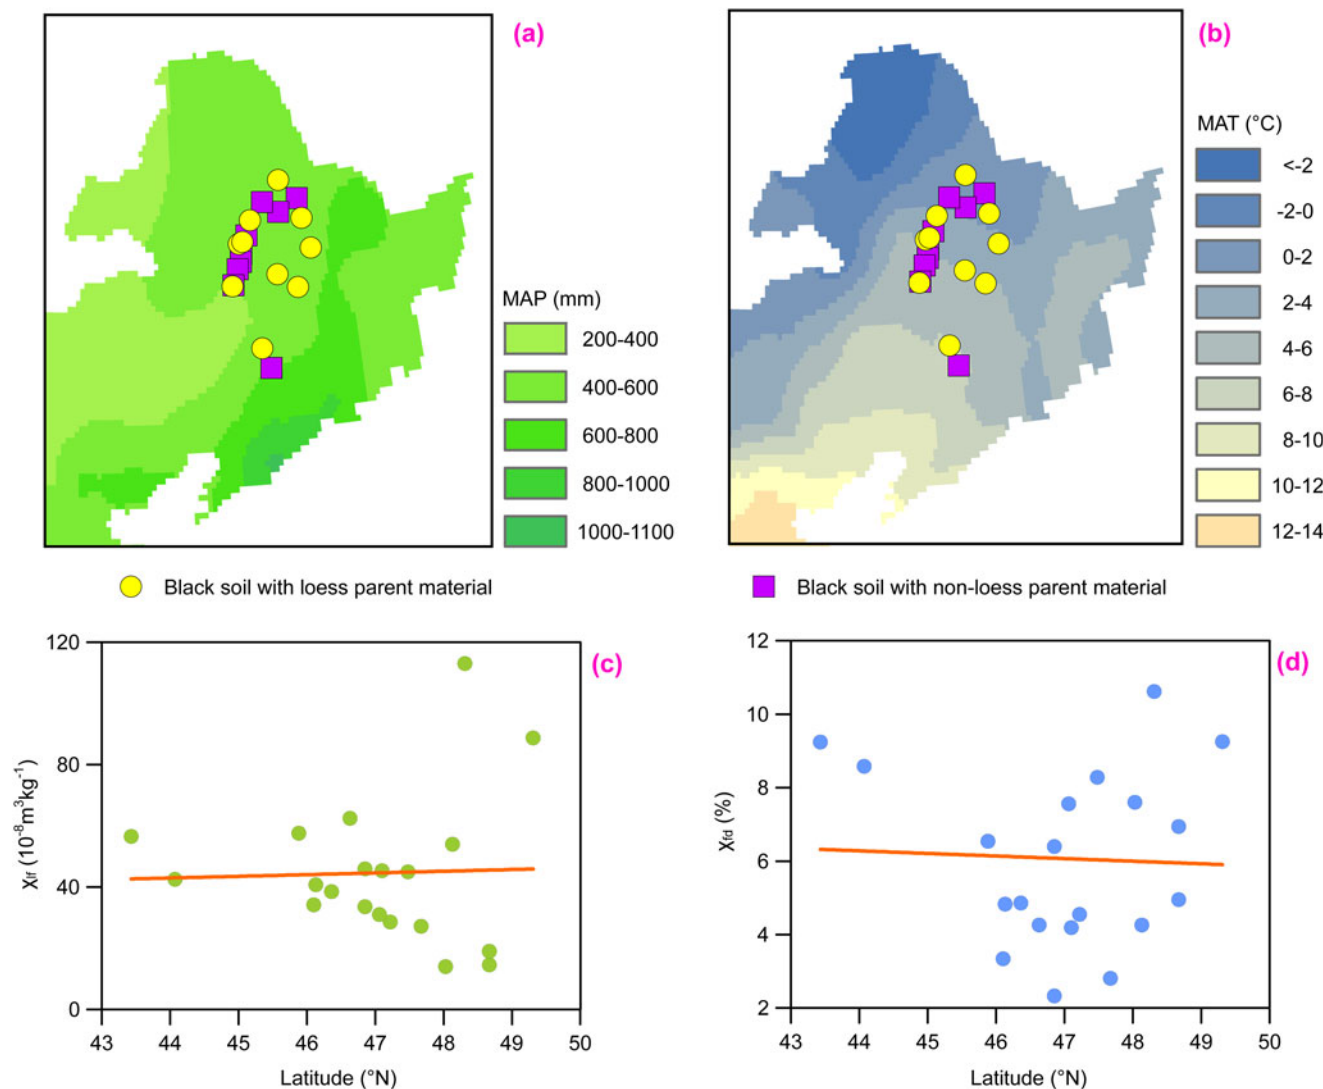 (a)
(b)
MAP (mm)
200-400
400-600
600-800
800-1000
1000-1100
MAT (°C)
<-2
-2-0
0-2
2-4
4-6
6-8
8-10
10-12
12-14
Black soil with loess parent material
Black soil with non-loess parent material
(c)
χlf (10-8m3kg-1)
120
80
40
0
43 44 45 46 47 48 49 50
Latitude (°N)
(d)
χfd (%)
12
10
8
6
4
2
43 44 45 46 47 48 49 50
Latitude (°N)